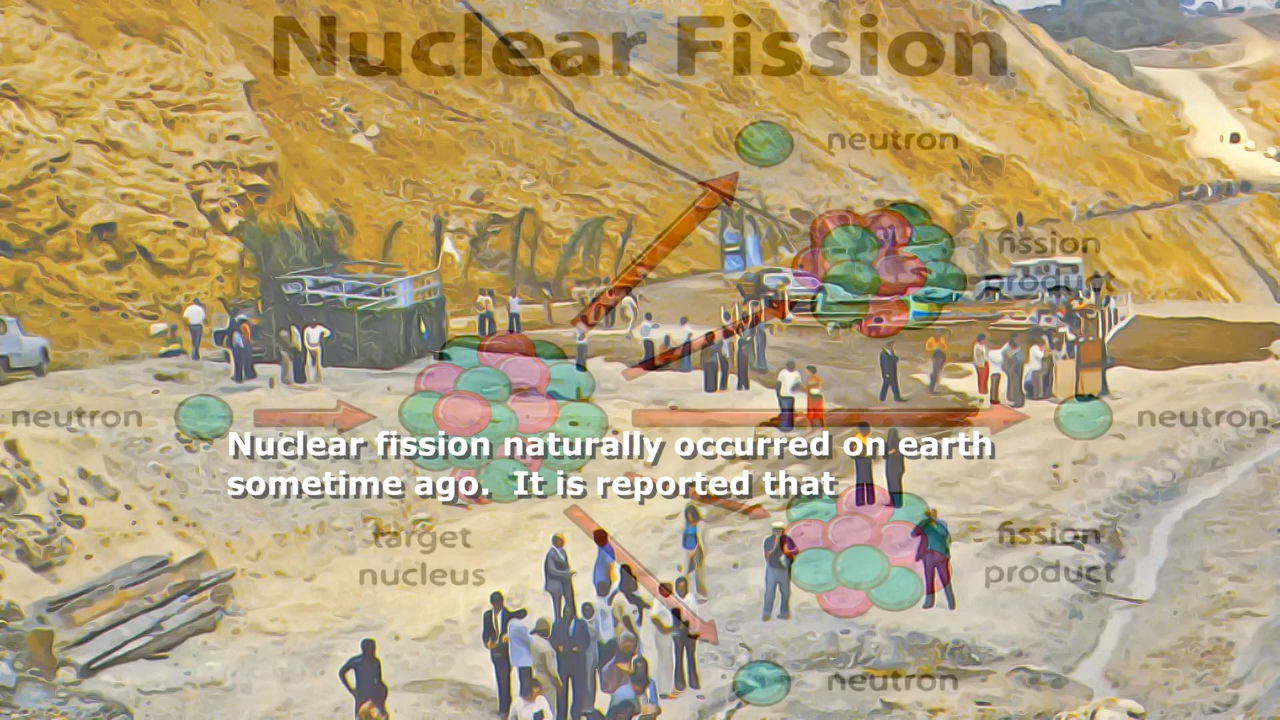 Nuclear Fission
neutron
fission
product
neutron
neutron
Nuclear fission naturally occurred on earth
sometime ago.  It is reported that
target
nucleus
fission
product
neutron